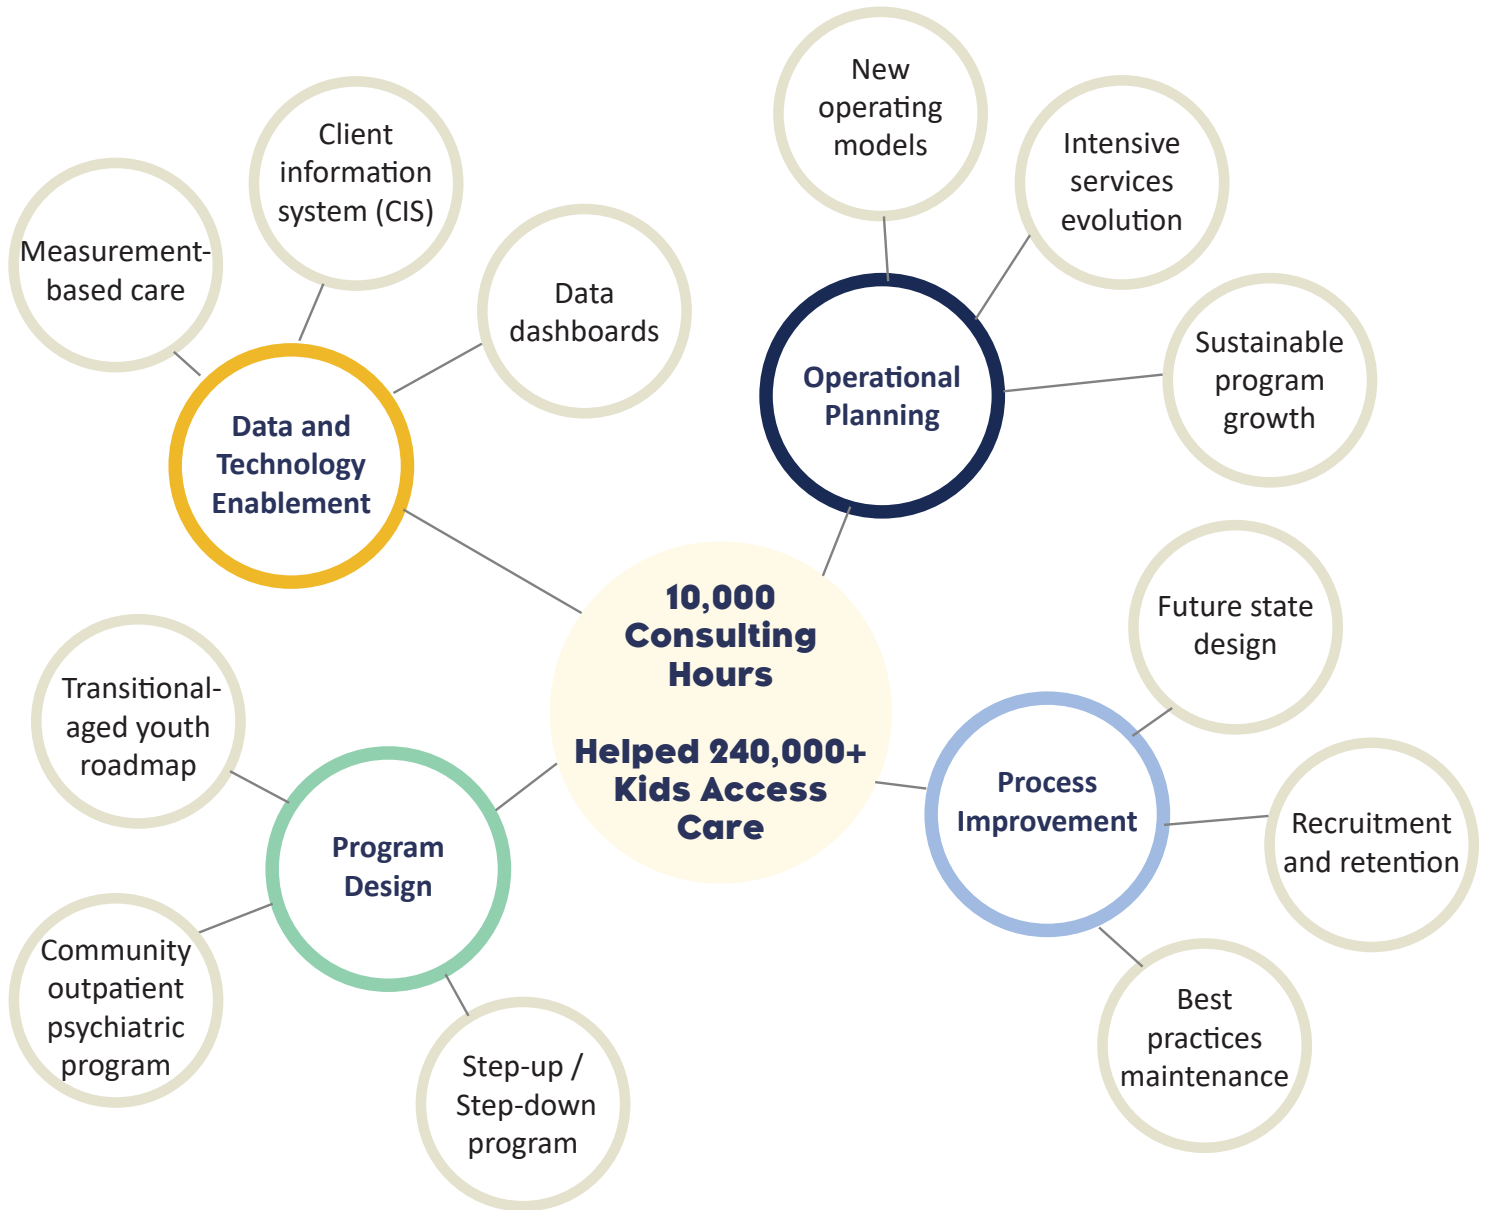 New
operating
models
Client
information
system (CIS)
Intensive
services
evolution
Measurement-
based care
Data
dashboards
Sustainable
program
growth
Operational
Planning
Data and
Technology
Enablement
10,000
Consulting
Hours
Helped 240,000+
Kids Access
Care
Future state
design
Transitional-
aged youth
roadmap
Process
Improvement
Recruitment
and retention
Program
Design
Community
outpatient
psychiatric
program
Best
practices
maintenance
Step-up /
Step-down
program